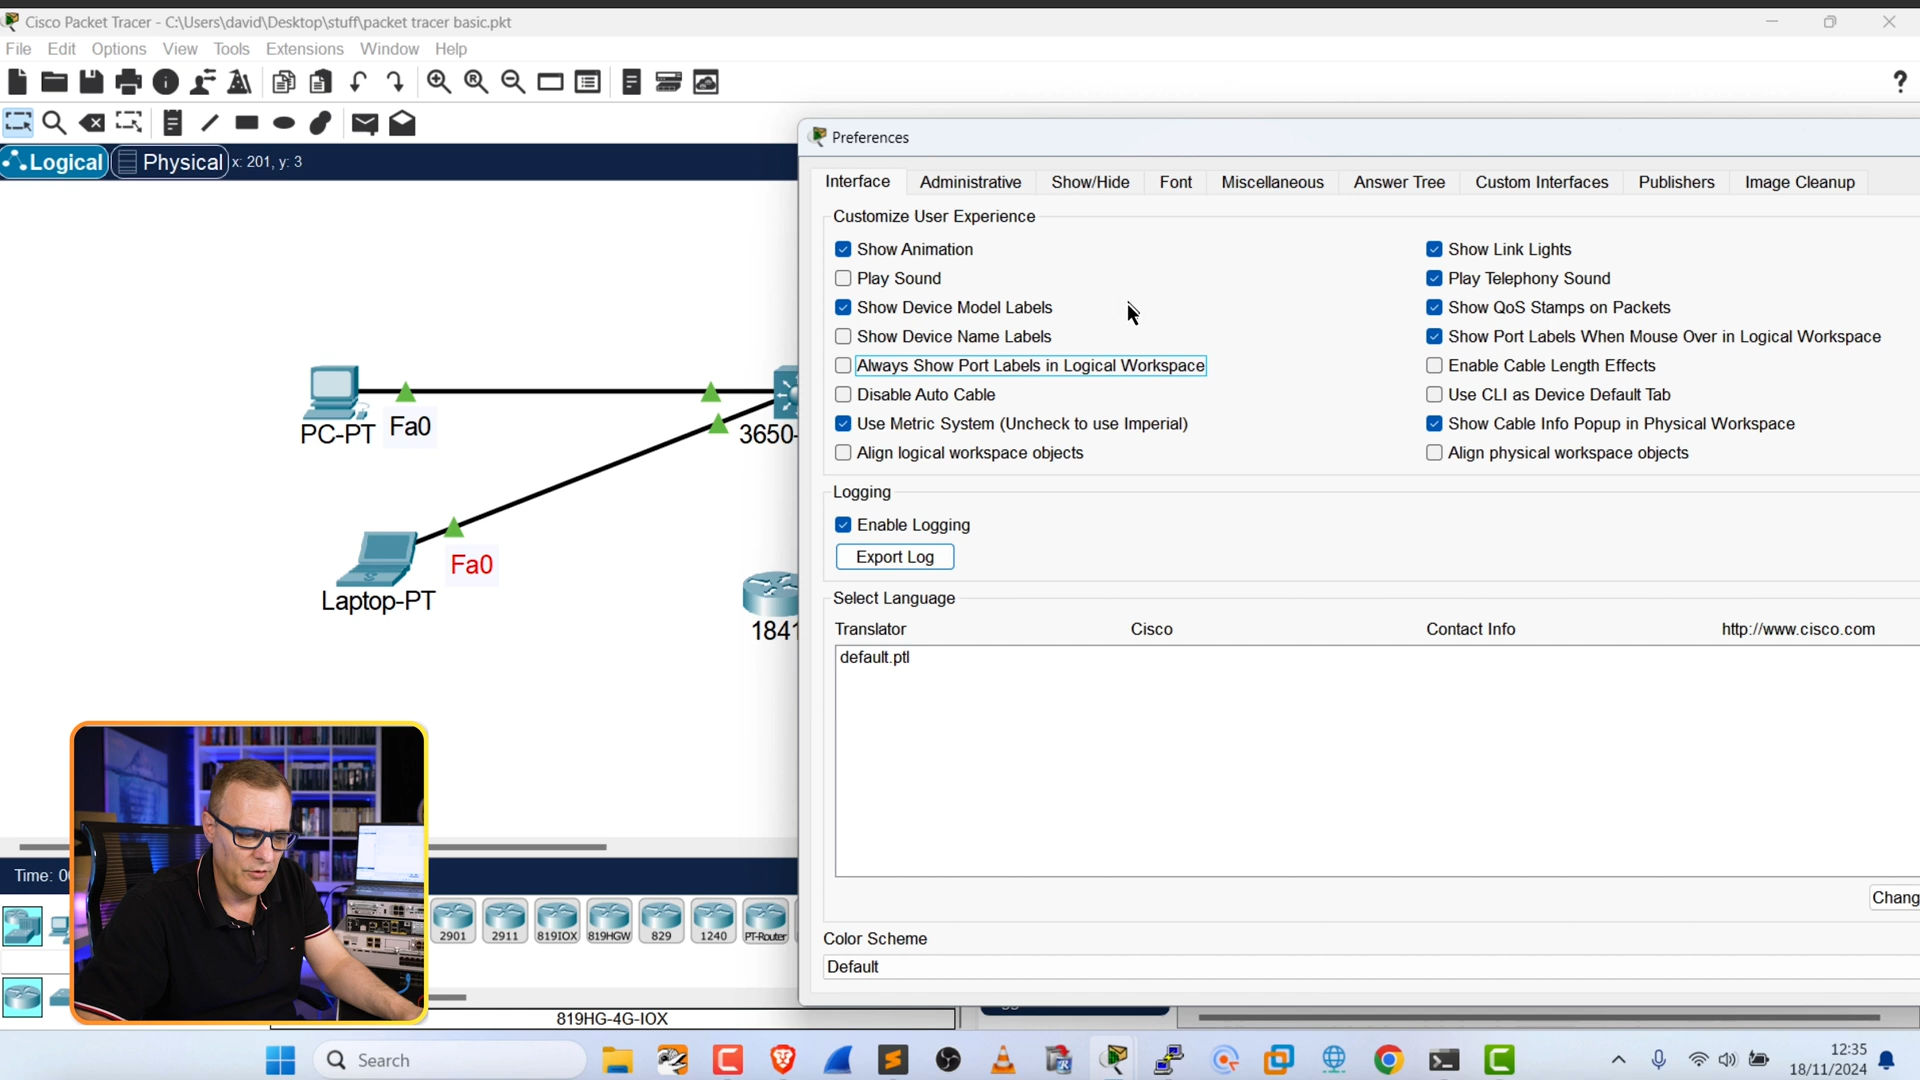 Cisco Packet Tracer - C:\Users\david\Desktop\stuff\packet tracer basic.pkt
File Edit Options View Tools Extensions Window Help
?
Logical Physical x: 201, y: 3
Preferences
Interface Administrative Show/Hide Font Miscellaneous Answer Tree Custom Interfaces Publishers Image Cleanup
Customize User Experience
Show Animation Show Link Lights
Play Sound Play Telephony Sound
Show Device Model Labels Show QoS Stamps on Packets
Show Device Name Labels Show Port Labels When Mouse Over in Logical Workspace
Always Show Port Labels in Logical Workspace Enable Cable Length Effects
Disable Auto Cable Use CLI as Device Default Tab
Use Metric System (Uncheck to use Imperial) Show Cable Info Popup in Physical Workspace
Align logical workspace objects Align physical workspace objects
PC-PT Fa0 3650-
Laptop-PT Fa0
1841
Logging
Enable Logging
Export Log
Select Language
Translator Cisco Contact Info http://www.cisco.com
default.ptl
Chang
Color Scheme
Default
Time: 0
2901 2911 819IOX 819HGW 829 1240 PT-Router
819HG-4G-IOX
Search
12:35
18/11/2024